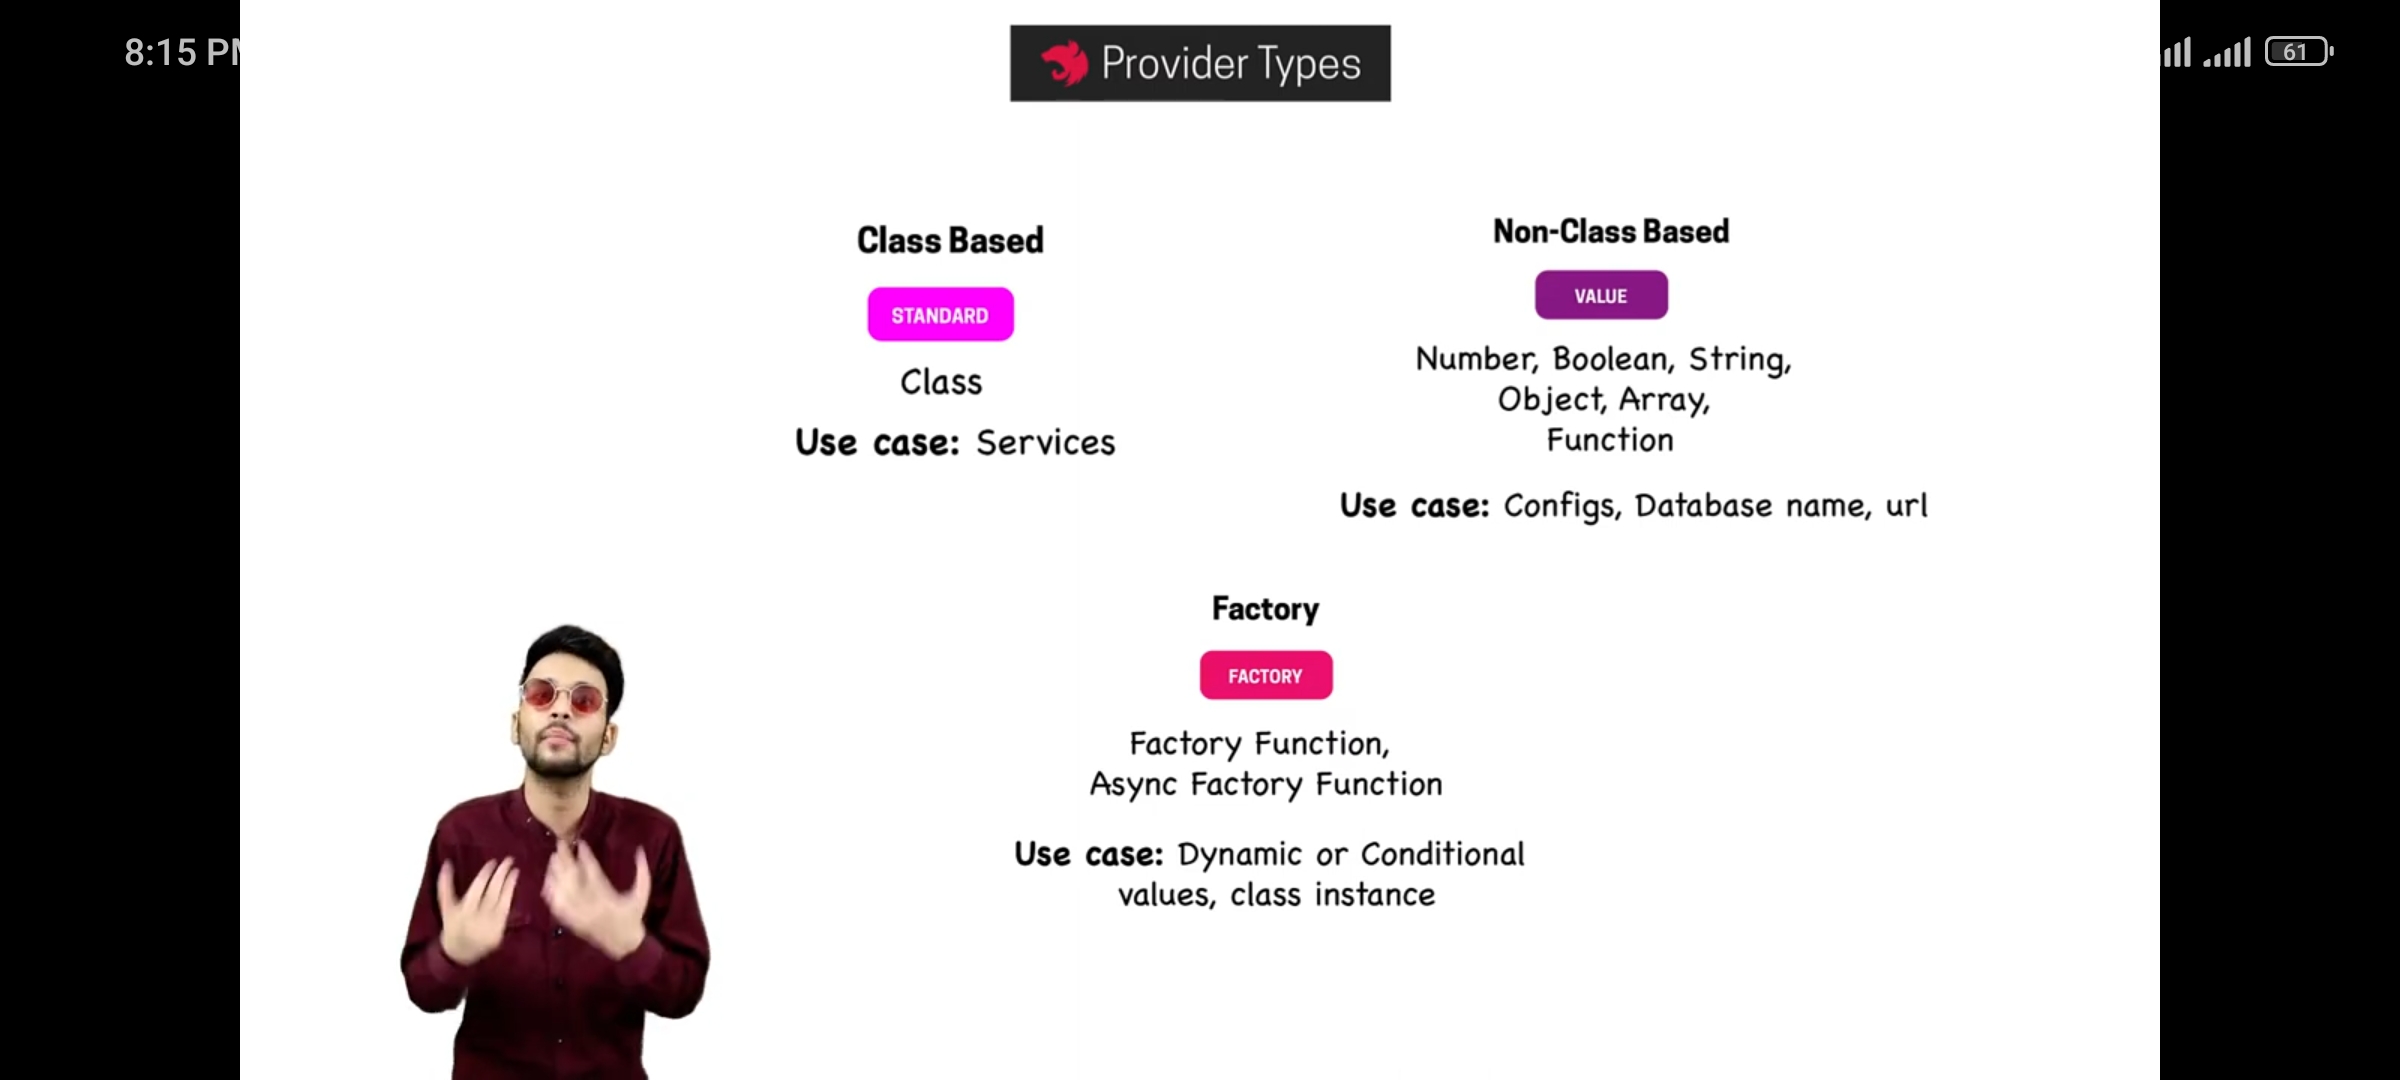 8:15 PM
61
Provider Types
Class Based
STANDARD
Class
Use case: Services
Non-Class Based
VALUE
Number, Boolean, String,
Object, Array,
Function
Use case: Configs, Database name, url
Factory
FACTORY
Factory Function,
Async Factory Function
Use case: Dynamic or Conditional
values, class instance